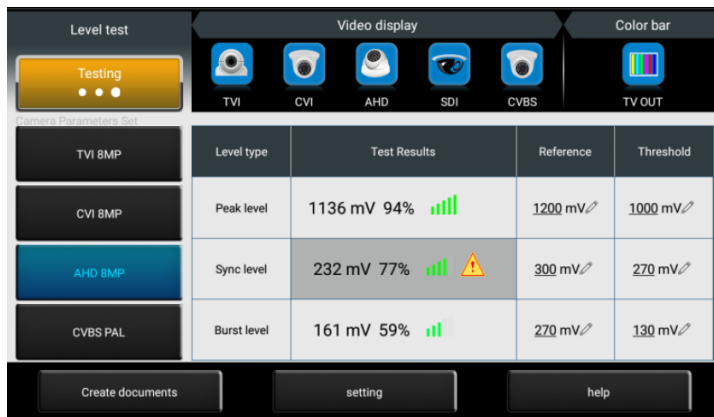 Level test
Video display
Color bar
Testing
TVI
CVI
AHD
SDI
CVBS
TV OUT
Camera Parameters Set
TVI 8MP
CVI 8MP
AHD 8MP
CVBS PAL
Level type Test Results Reference Threshold
Peak level 1136 mV 94% 1200 mV 1000 mV
Sync level 232 mV 77% 300 mV 270 mV
Burst level 161 mV 59% 270 mV 130 mV
Create documents
setting
help